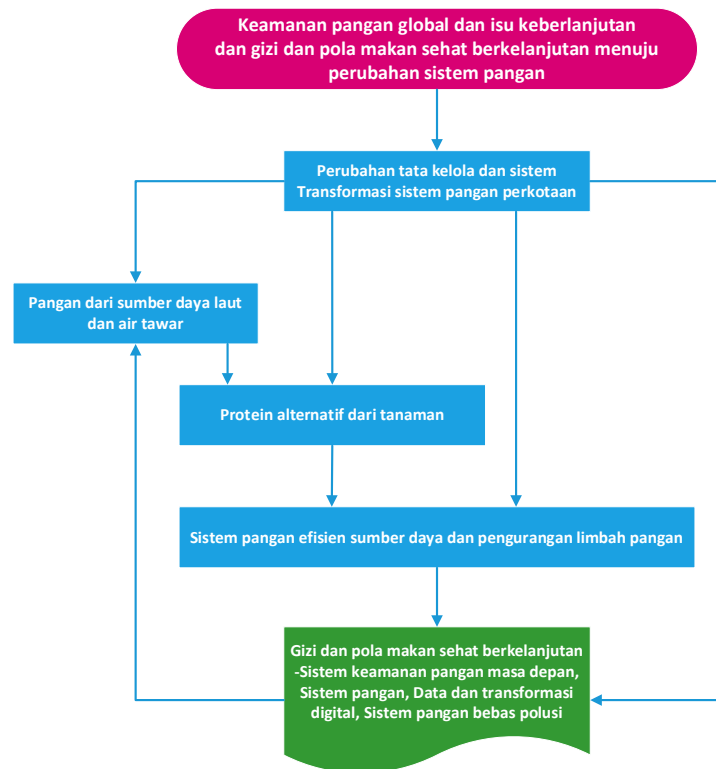 Keamanan pangan global dan isu keberlanjutan
dan gizi dan pola makan sehat berkelanjutan menuju
perubahan sistem pangan
Perubahan tata kelola dan sistem
Transformasi sistem pangan perkotaan
Pangan dari sumber daya laut
dan air tawar
Protein alternatif dari tanaman
Sistem pangan efisien sumber daya dan pengurangan limbah pangan
Gizi dan pola makan sehat berkelanjutan
-Sistem keamanan pangan masa depan,
Sistem pangan, Data dan transformasi
digital, Sistem pangan bebas polusi